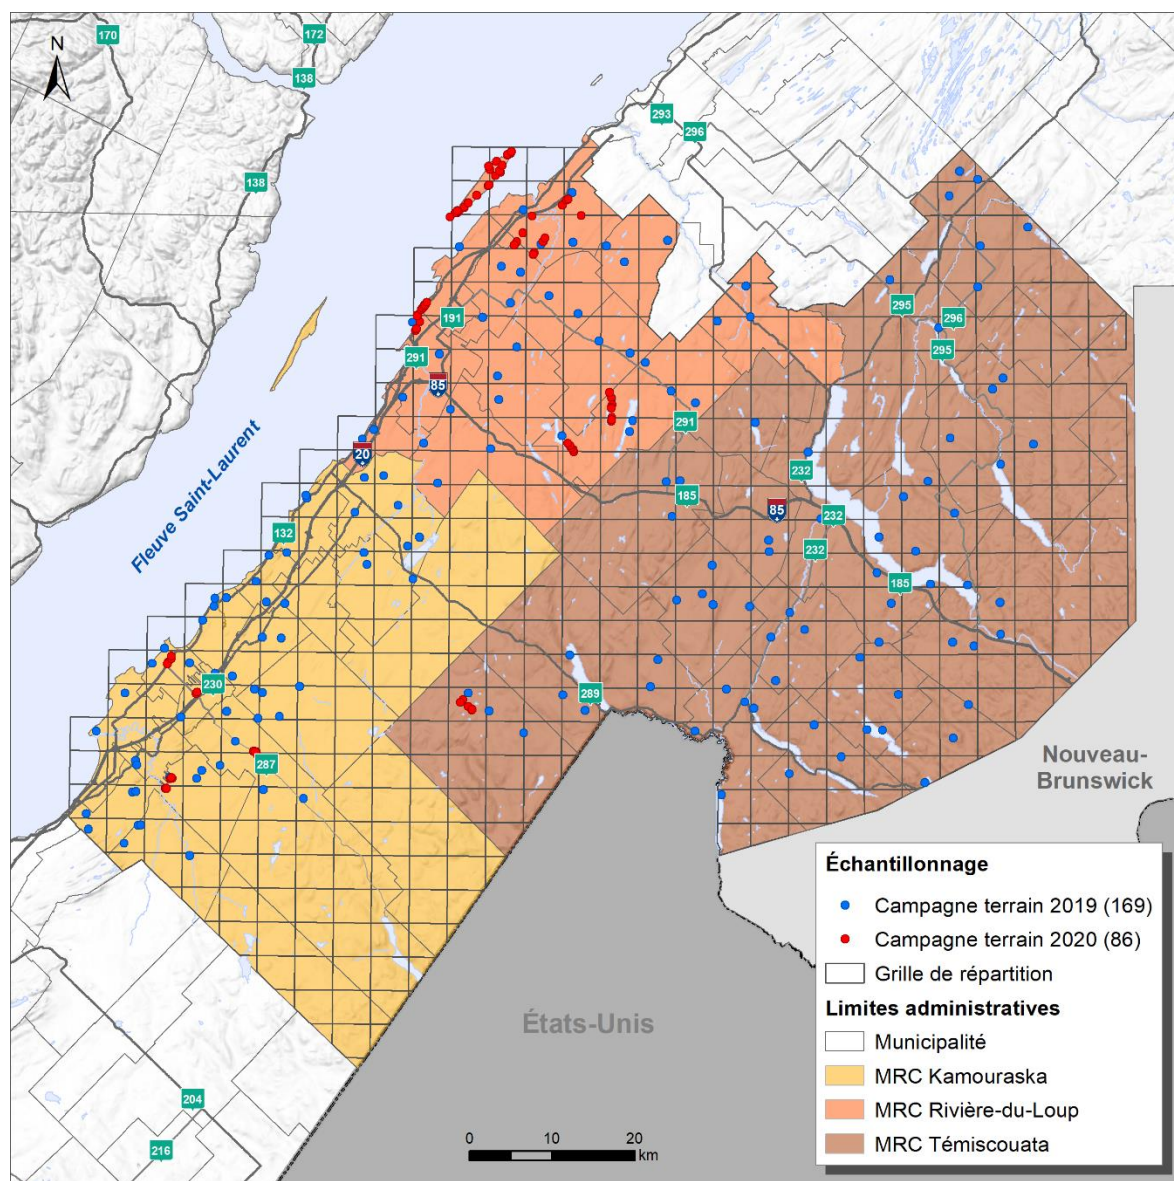 170
172
N
138
293
296
138
295
296
191
295
291
85
291
20
232
Fleuve Saint-Laurent
185
85
232
132
232
185
230
289
287
Nouveau-
Brunswick
Échantillonnage
Campagne terrain 2019 (169)
Campagne terrain 2020 (86)
Grille de répartition
Limites administratives
Municipalité
MRC Kamouraska
MRC Rivière-du-Loup
MRC Témiscouata
États-Unis
204
216
0 10 20
km